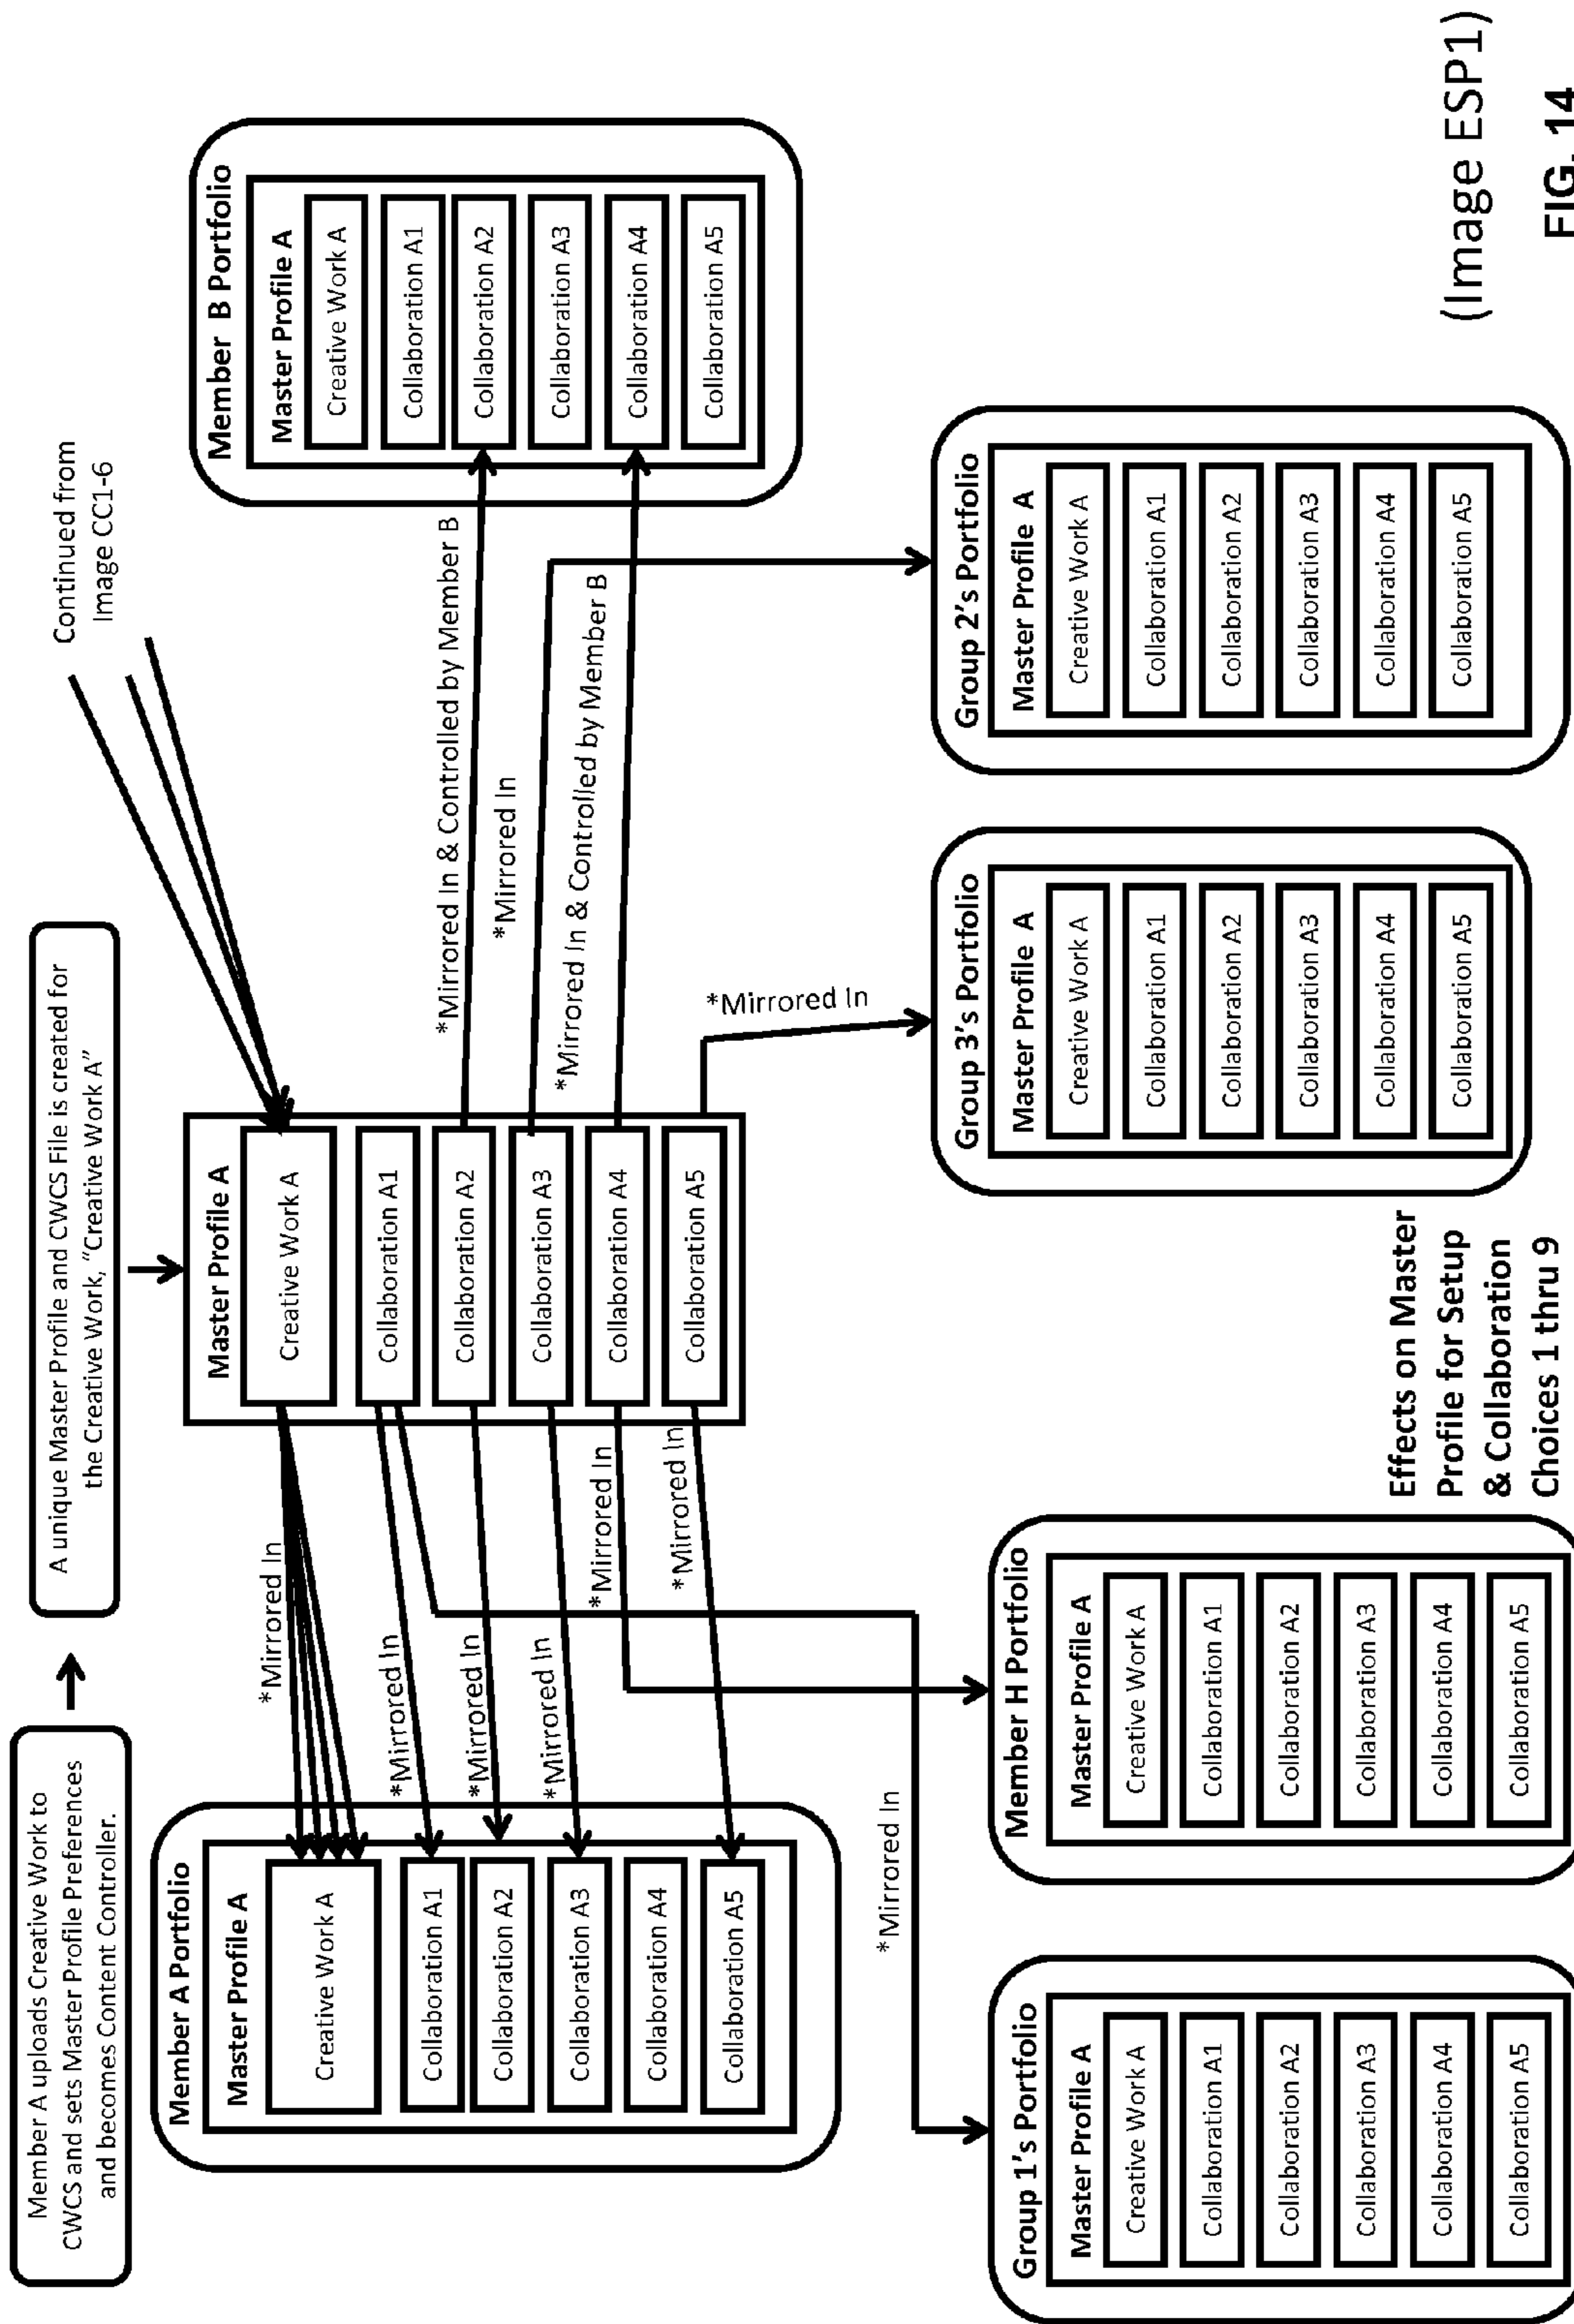 Member A uploads Creative Work to
CWCS and sets Master Profile Preferences
and becomes Content Controller.
A unique Master Profile and CWCS File is created for
the Creative Work, “Creative Work A”
Continued from
Image CC1-6
Member A Portfolio
Master Profile A
Creative Work A
Collaboration A1
Collaboration A2
Collaboration A3
Collaboration A4
Collaboration A5
*Mirrored In
*Mirrored In
*Mirrored In
*Mirrored In
*Mirrored In
*Mirrored In
*Mirrored In
Master Profile A
Creative Work A
Collaboration A1
Collaboration A2
Collaboration A3
Collaboration A4
Collaboration A5
*Mirrored In & Controlled by Member B
*Mirrored In
*Mirrored In & Controlled by Member B
*Mirrored In
Member B Portfolio
Master Profile A
Creative Work A
Collaboration A1
Collaboration A2
Collaboration A3
Collaboration A4
Collaboration A5
Group 1’s Portfolio
Master Profile A
Creative Work A
Collaboration A1
Collaboration A2
Collaboration A3
Collaboration A4
Collaboration A5
Member H Portfolio
Master Profile A
Creative Work A
Collaboration A1
Collaboration A2
Collaboration A3
Collaboration A4
Collaboration A5
Effects on Master
Profile for Setup
& Collaboration
Choices 1 thru 9
Group 3’s Portfolio
Master Profile A
Creative Work A
Collaboration A1
Collaboration A2
Collaboration A3
Collaboration A4
Collaboration A5
Group 2’s Portfolio
Master Profile A
Creative Work A
Collaboration A1
Collaboration A2
Collaboration A3
Collaboration A4
Collaboration A5
(Image ESP1)
FIG. 14